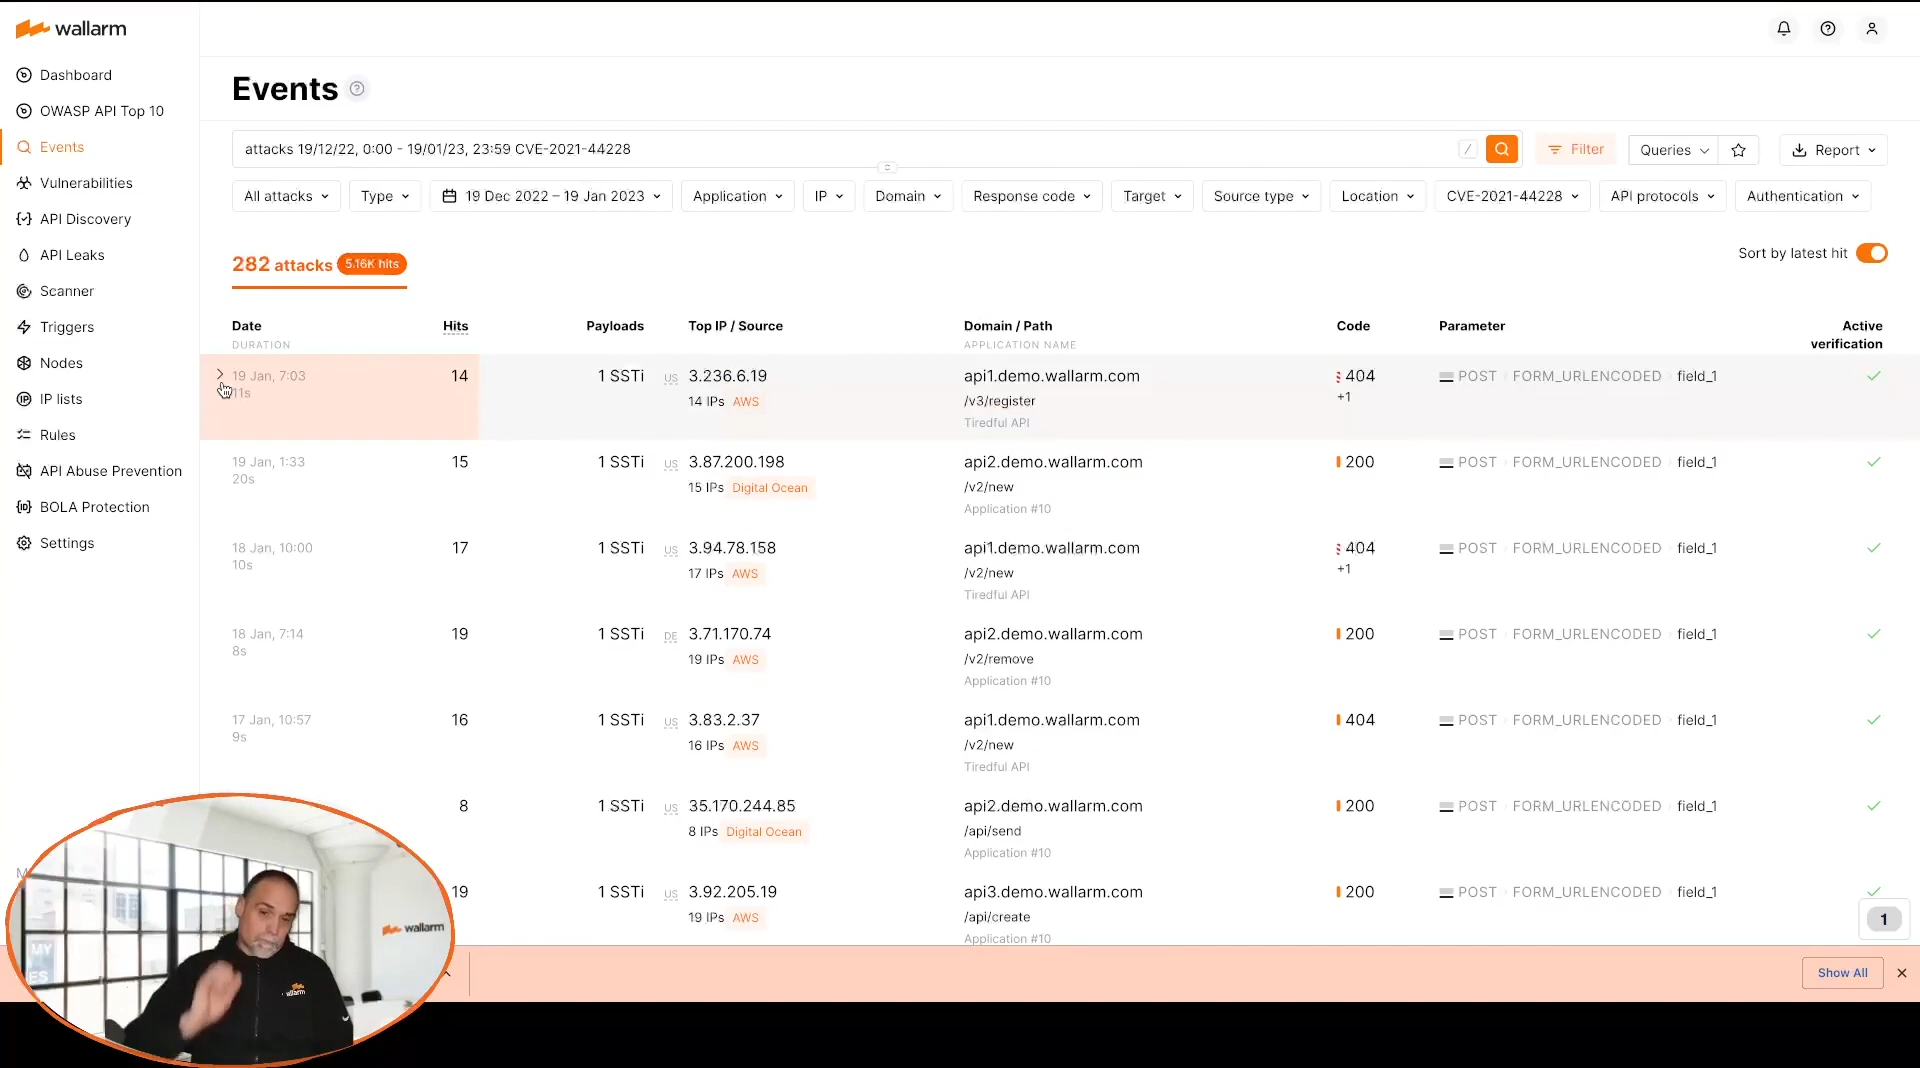 wallarm
Dashboard
OWASP API Top 10
Events
Vulnerabilities
API Discovery
API Leaks
Scanner
Triggers
Nodes
IP lists
Rules
API Abuse Prevention
BOLA Protection
Settings
Events
attacks 19/12/22, 0:00 - 19/01/23, 23:59 CVE-2021-44228
/
Filter
Queries
Report
All attacks
Type
19 Dec 2022 – 19 Jan 2023
Application
IP
Domain
Response code
Target
Source type
Location
CVE-2021-44228
API protocols
Authentication
282 attacks 5.16K hits
Sort by latest hit
Date Hits Payloads Top IP / Source Domain / Path Code Parameter Active
DURATION APPLICATION NAME verification
19 Jan, 7:03 14 1 SSTi US 3.236.6.19 api1.demo.wallarm.com 404 POST FORM_URLENCODED field_1
11s 14 IPs AWS /v3/register +1
Tiredful API
19 Jan, 1:33 15 1 SSTi US 3.87.200.198 api2.demo.wallarm.com 200 POST FORM_URLENCODED field_1
20s 15 IPs Digital Ocean /v2/new
Application #10
18 Jan, 10:00 17 1 SSTi US 3.94.78.158 api1.demo.wallarm.com 404 POST FORM_URLENCODED field_1
10s 17 IPs AWS /v2/new +1
Tiredful API
18 Jan, 7:14 19 1 SSTi DE 3.71.170.74 api2.demo.wallarm.com 200 POST FORM_URLENCODED field_1
8s 19 IPs AWS /v2/remove
Application #10
17 Jan, 10:57 16 1 SSTi US 3.83.2.37 api1.demo.wallarm.com 404 POST FORM_URLENCODED field_1
9s 16 IPs AWS /v2/new
Tiredful API
8 1 SSTi US 35.170.244.85 api2.demo.wallarm.com 200 POST FORM_URLENCODED field_1
8 IPs Digital Ocean /api/send
Application #10
19 1 SSTi US 3.92.205.19 api3.demo.wallarm.com 200 POST FORM_URLENCODED field_1
19 IPs AWS /api/create
Application #10
1
wallarm
MY
wallarm
Show All